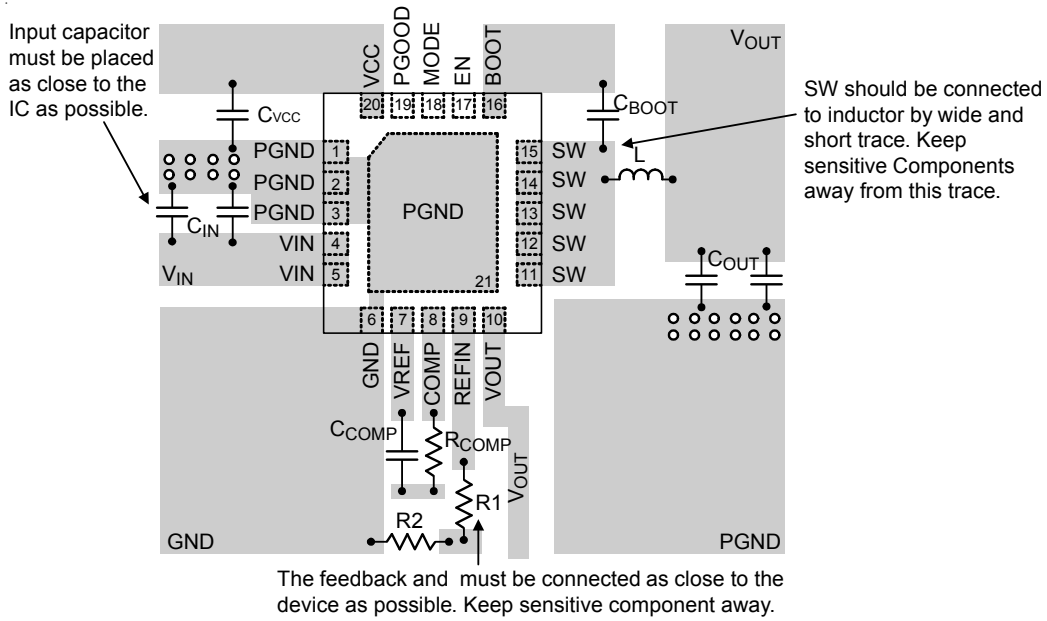 Input capacitor
must be placed
as close to the
IC as possible.
VCC
PGOOD
MODE
EN
BOOT
VOUT
20
19
18
17
16
CVCC
CBOOT
SW should be connected
to inductor by wide and
short trace. Keep
sensitive Components
away from this trace.
PGND
1
15
SW
L
PGND
2
14
SW
PGND
3
PGND
13
SW
CIN
VIN
4
12
SW
COUT
VIN
VIN
5
21
11
SW
6
7
8
9
10
GND
VREF
COMP
REFIN
VOUT
CCOMP
RCOMP
VOUT
R1
R2
GND
PGND
The feedback and must be connected as close to the
device as possible. Keep sensitive component away.